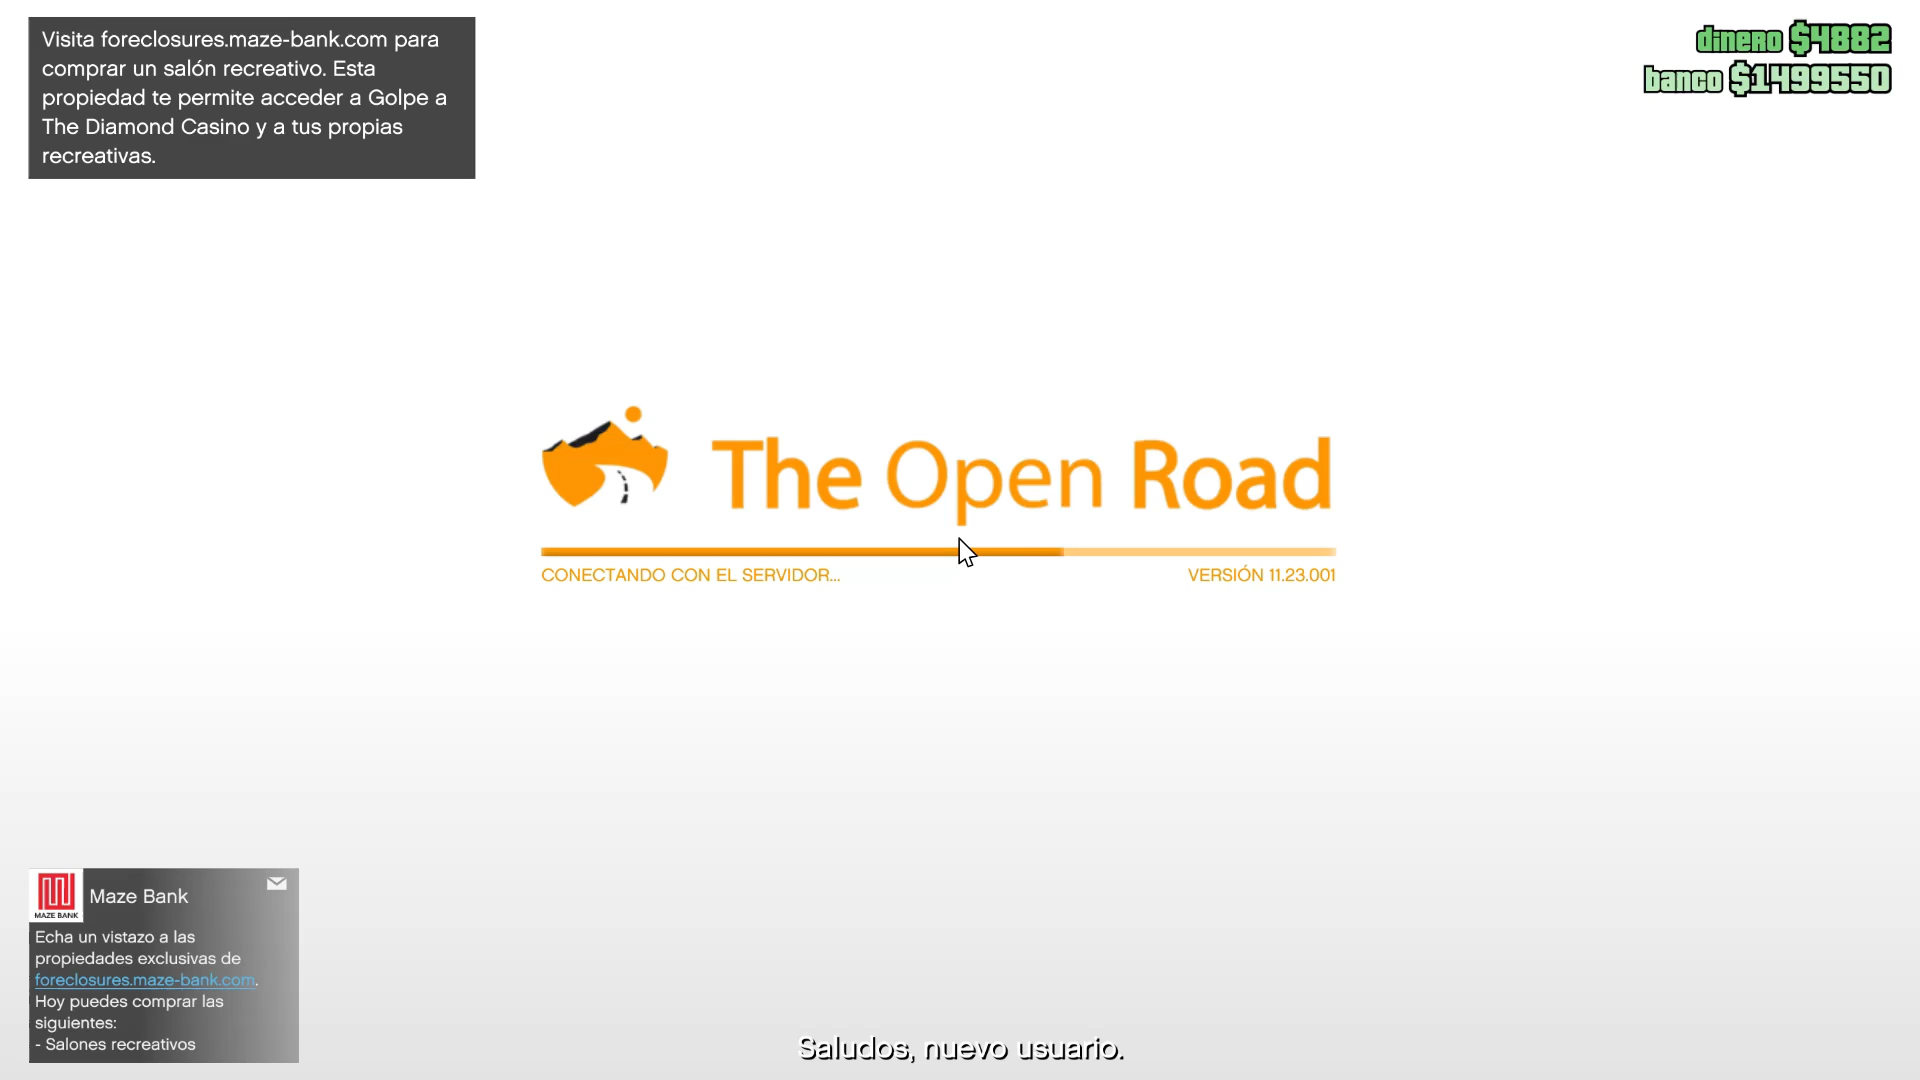 Visita foreclosures.maze-bank.com para
comprar un salón recreativo. Esta
propiedad te permite acceder a Golpe a
The Diamond Casino y a tus propias
recreativas.
dinero $4882
banco $1499550
The Open Road
CONECTANDO CON EL SERVIDOR...
VERSIÓN 11.23.001
MAZE BANK
Maze Bank
Echa un vistazo a las
propiedades exclusivas de
foreclosures.maze-bank.com.
Hoy puedes comprar las
siguientes:
- Salones recreativos
Saludos, nuevo usuario.